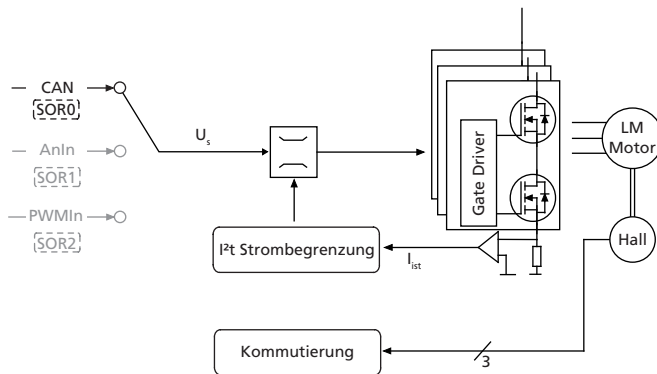 CAN
SOR0
AnIn
SOR1
PWMIn
SOR2
Us
Gate Driver
LM
Motor
Hall
I²t Strombegrenzung
Iist
Kommutierung
3